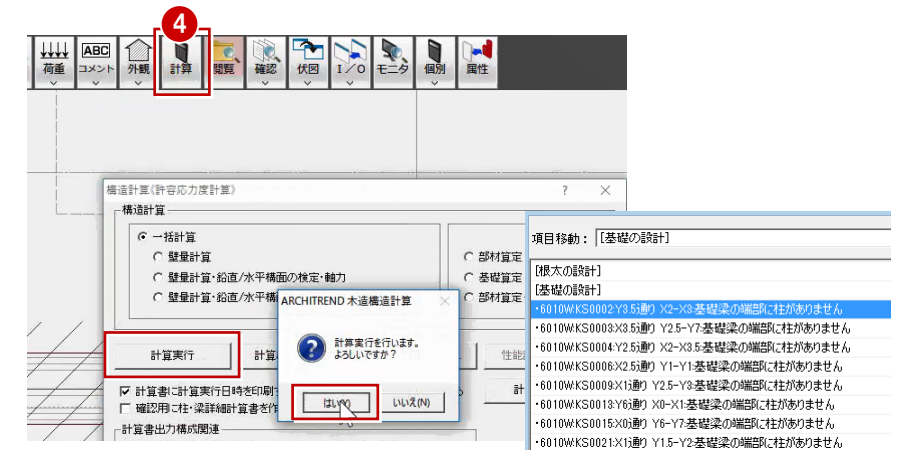 4
荷重 ABC コメント 外観 計算 閲覧 確認 伏図 I/O モニタ 個別 属性
構造計算(許容応力度計算) ? ×
構造計算
一括計算
壁量計算
壁量計算・鉛直/水平構面の検定・軸力
壁量計算・鉛直/水平構
部材算定
基礎算定
部材算定
計算実行
計算
性能
計算書に計算実行日時を印刷
計
確認用に柱・梁詳細計算書を作
計算書出力構成関連
ARCHITREND 木造構造計算 ×
計算実行を行います。
よろしいですか?
はい(Y) いいえ(N)
項目移動: [基礎の設計]
[根太の設計]
[基礎の設計]
・6010W:KS0002:Y3.5通り X2-X3:基礎梁の端部に柱がありません
・6010W:KS0003:X3.5通り Y2.5-Y7:基礎梁の端部に柱がありません
・6010W:KS0004:Y2.5通り X2-X3.5:基礎梁の端部に柱がありません
・6010W:KS0006:X2.5通り Y1-Y1:基礎梁の端部に柱がありません
・6010W:KS0009:X1通り Y2.5-Y3:基礎梁の端部に柱がありません
・6010W:KS0013:Y6通り X0-X1:基礎梁の端部に柱がありません
・6010W:KS0015:X0通り Y6-Y7:基礎梁の端部に柱がありません
・6010W:KS0021:X1通り Y1.5-Y2:基礎梁の端部に柱がありません